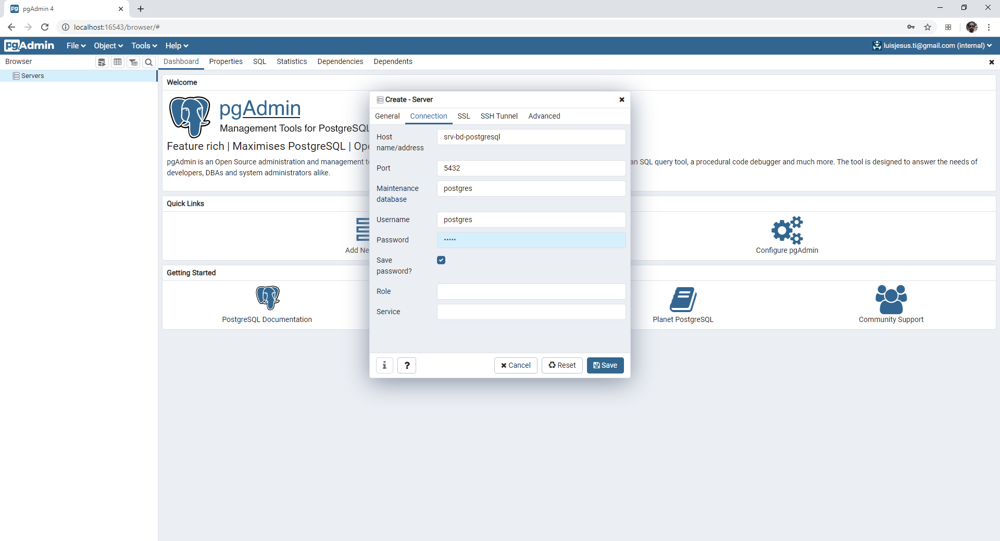 pgAdmin 4
localhost:16543/browser/#
pgAdmin File Object Tools Help luisjesus.ti@gmail.com (internal)
Browser Dashboard Properties SQL Statistics Dependencies Dependents
Servers
Welcome
pgAdmin
Management Tools for PostgreSQL
Feature rich | Maximises PostgreSQL | Ope
pgAdmin is an Open Source administration and management to an SQL query tool, a procedural code debugger and much more. The tool is designed to answer the needs of
developers, DBAs and system administrators alike.
Quick Links
Add Ne
Configure pgAdmin
Getting Started
PostgreSQL Documentation
Planet PostgreSQL
Community Support
Create - Server
General Connection SSL SSH Tunnel Advanced
Host name/address srv-bd-postgresql
Port 5432
Maintenance database postgres
Username postgres
Password •••••
Save password?
Role
Service
i ? Cancel Reset Save